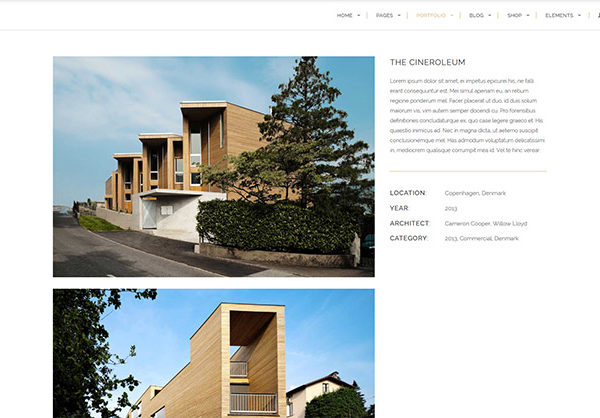 HOME PAGES PORTFOLIO BLOG SHOP ELEMENTS
THE CINEROLEUM
Lorem ipsum dolor sit amet, ei impetus epicurei his, ne falli
erant consequuntur est. Mei simul aperiam eu, an rebum
regione ponderum mel. Facer placerat ut duo, id duis solum
maiorum vis, vim autem semper docendi cu. Pro forensibus
definitiones concludaturque ex, quo case legere graeco et. His
quaestio inimicus ad. Nec in magna dicta, ut aeterno suscipit
conclusionemque mel. Has admodum voluptatum delicatissimi
in, mediocrem qualisque corrumpit mea id. Vel te hinc verear
LOCATION: Copenhagen, Denmark
YEAR: 2013
ARCHITECT: Cameron Cooper, Willow Lloyd
CATEGORY: 2013, Commercial, Denmark